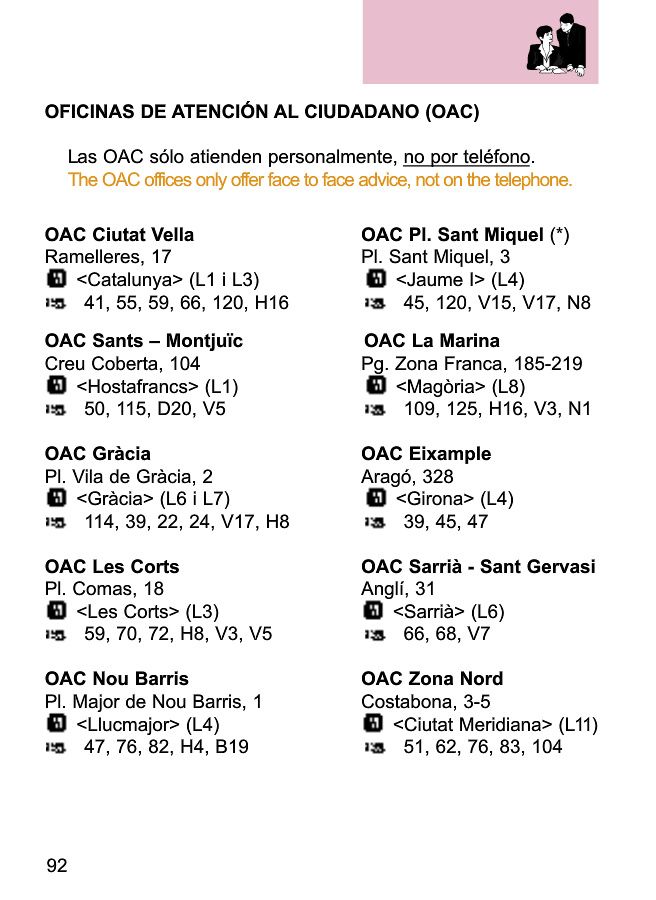 OFICINAS DE ATENCIÓN AL CIUDADANO (OAC)
Las OAC sólo atienden personalmente, no por teléfono.
The OAC offices only offer face to face advice, not on the telephone.
OAC Ciutat Vella
Ramelleres, 17
<Catalunya> (L1 i L3)
41, 55, 59, 66, 120, H16
OAC Pl. Sant Miquel (*)
Pl. Sant Miquel, 3
<Jaume I> (L4)
45, 120, V15, V17, N8
OAC Sants – Montjuïc
Creu Coberta, 104
<Hostafrancs> (L1)
50, 115, D20, V5
OAC La Marina
Pg. Zona Franca, 185-219
<Magòria> (L8)
109, 125, H16, V3, N1
OAC Gràcia
Pl. Vila de Gràcia, 2
<Gràcia> (L6 i L7)
114, 39, 22, 24, V17, H8
OAC Eixample
Aragó, 328
<Girona> (L4)
39, 45, 47
OAC Les Corts
Pl. Comas, 18
<Les Corts> (L3)
59, 70, 72, H8, V3, V5
OAC Sarrià - Sant Gervasi
Anglí, 31
<Sarrià> (L6)
66, 68, V7
OAC Nou Barris
Pl. Major de Nou Barris, 1
<Llucmajor> (L4)
47, 76, 82, H4, B19
OAC Zona Nord
Costabona, 3-5
<Ciutat Meridiana> (L11)
51, 62, 76, 83, 104
92